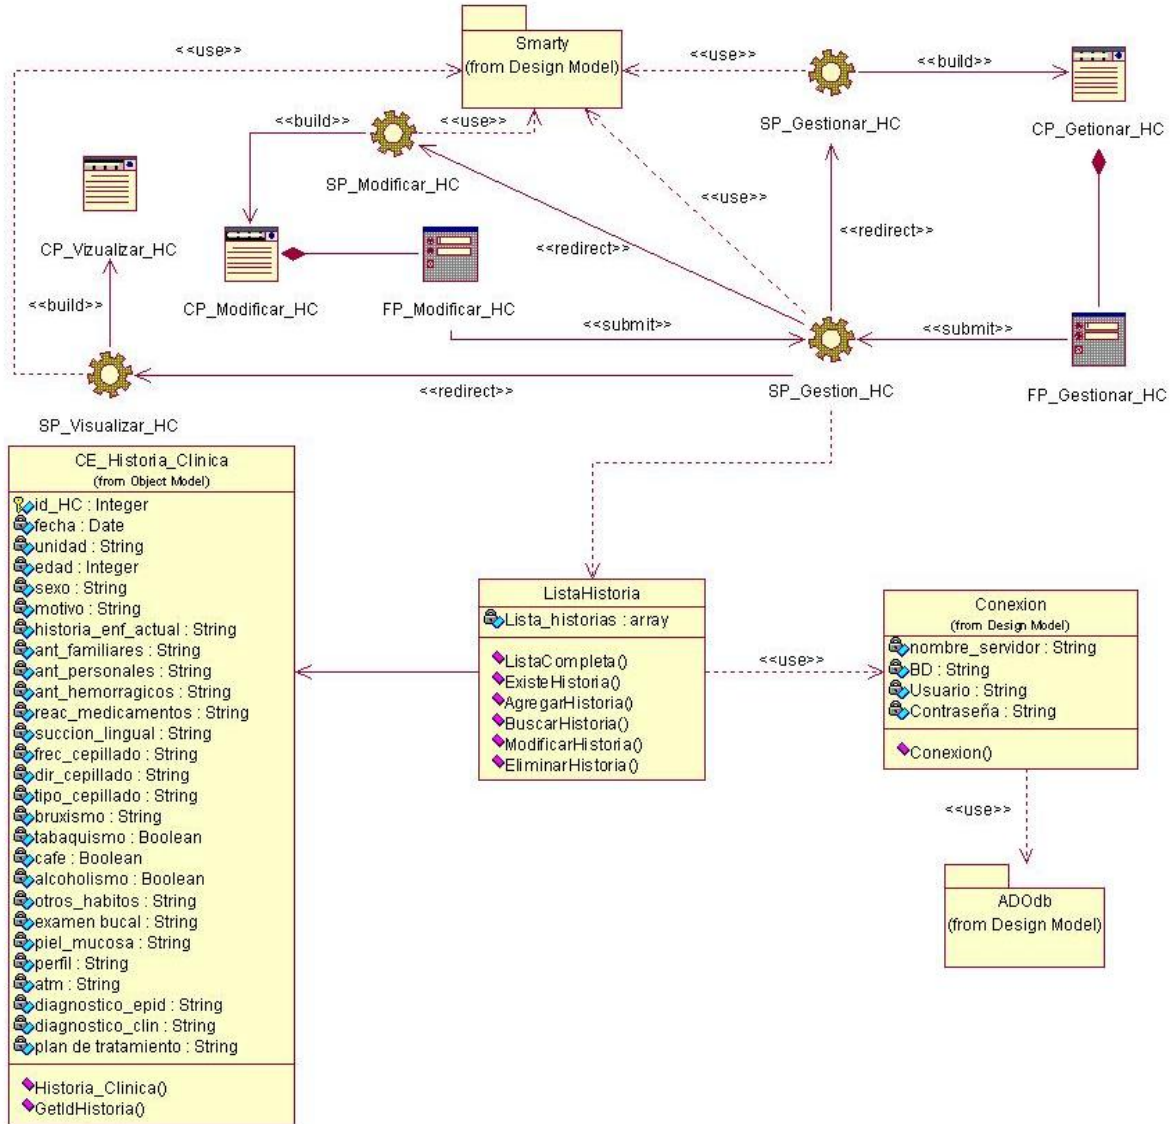 Smarty
(from Design Model)
<<use>>
<<use>>
<<build>>
SP_Gestionar_HC
CP_Getionar_HC
<<build>>
<<use>>
SP_Modificar_HC
<<use>>
CP_Vizualizar_HC
<<redirect>>
<<redirect>>
<<build>>
CP_Modificar_HC
FP_Modificar_HC
<<submit>>
<<submit>>
<<redirect>>
SP_Gestion_HC
FP_Gestionar_HC
SP_Visualizar_HC
CE_Historia_Clinica
(from Object Model)
id_HC : Integer
fecha : Date
unidad : String
edad : Integer
sexo : String
motivo : String
historia_enf_actual : String
ant_familiares : String
ant_personales : String
ant_hemorragicos : String
reac_medicamentos : String
succion_lingual : String
frec_cepillado : String
dir_cepillado : String
tipo_cepillado : String
bruxismo : String
tabaquismo : Boolean
cafe : Boolean
alcoholismo : Boolean
otros_habitos : String
examen bucal : String
piel_mucosa : String
perfil : String
atm : String
diagnostico_epid : String
diagnostico_clin : String
plan de tratamiento : String
Historia_Clinica()
GetIdHistoria()
ListaHistoria
Lista_historias : array
ListaCompleta()
ExisteHistoria()
AgregarHistoria()
BuscarHistoria()
ModificarHistoria()
EliminarHistoria()
<<use>>
Conexion
(from Design Model)
nombre_servidor : String
BD : String
Usuario : String
Contraseña : String
Conexion()
<<use>>
ADOdb
(from Design Model)